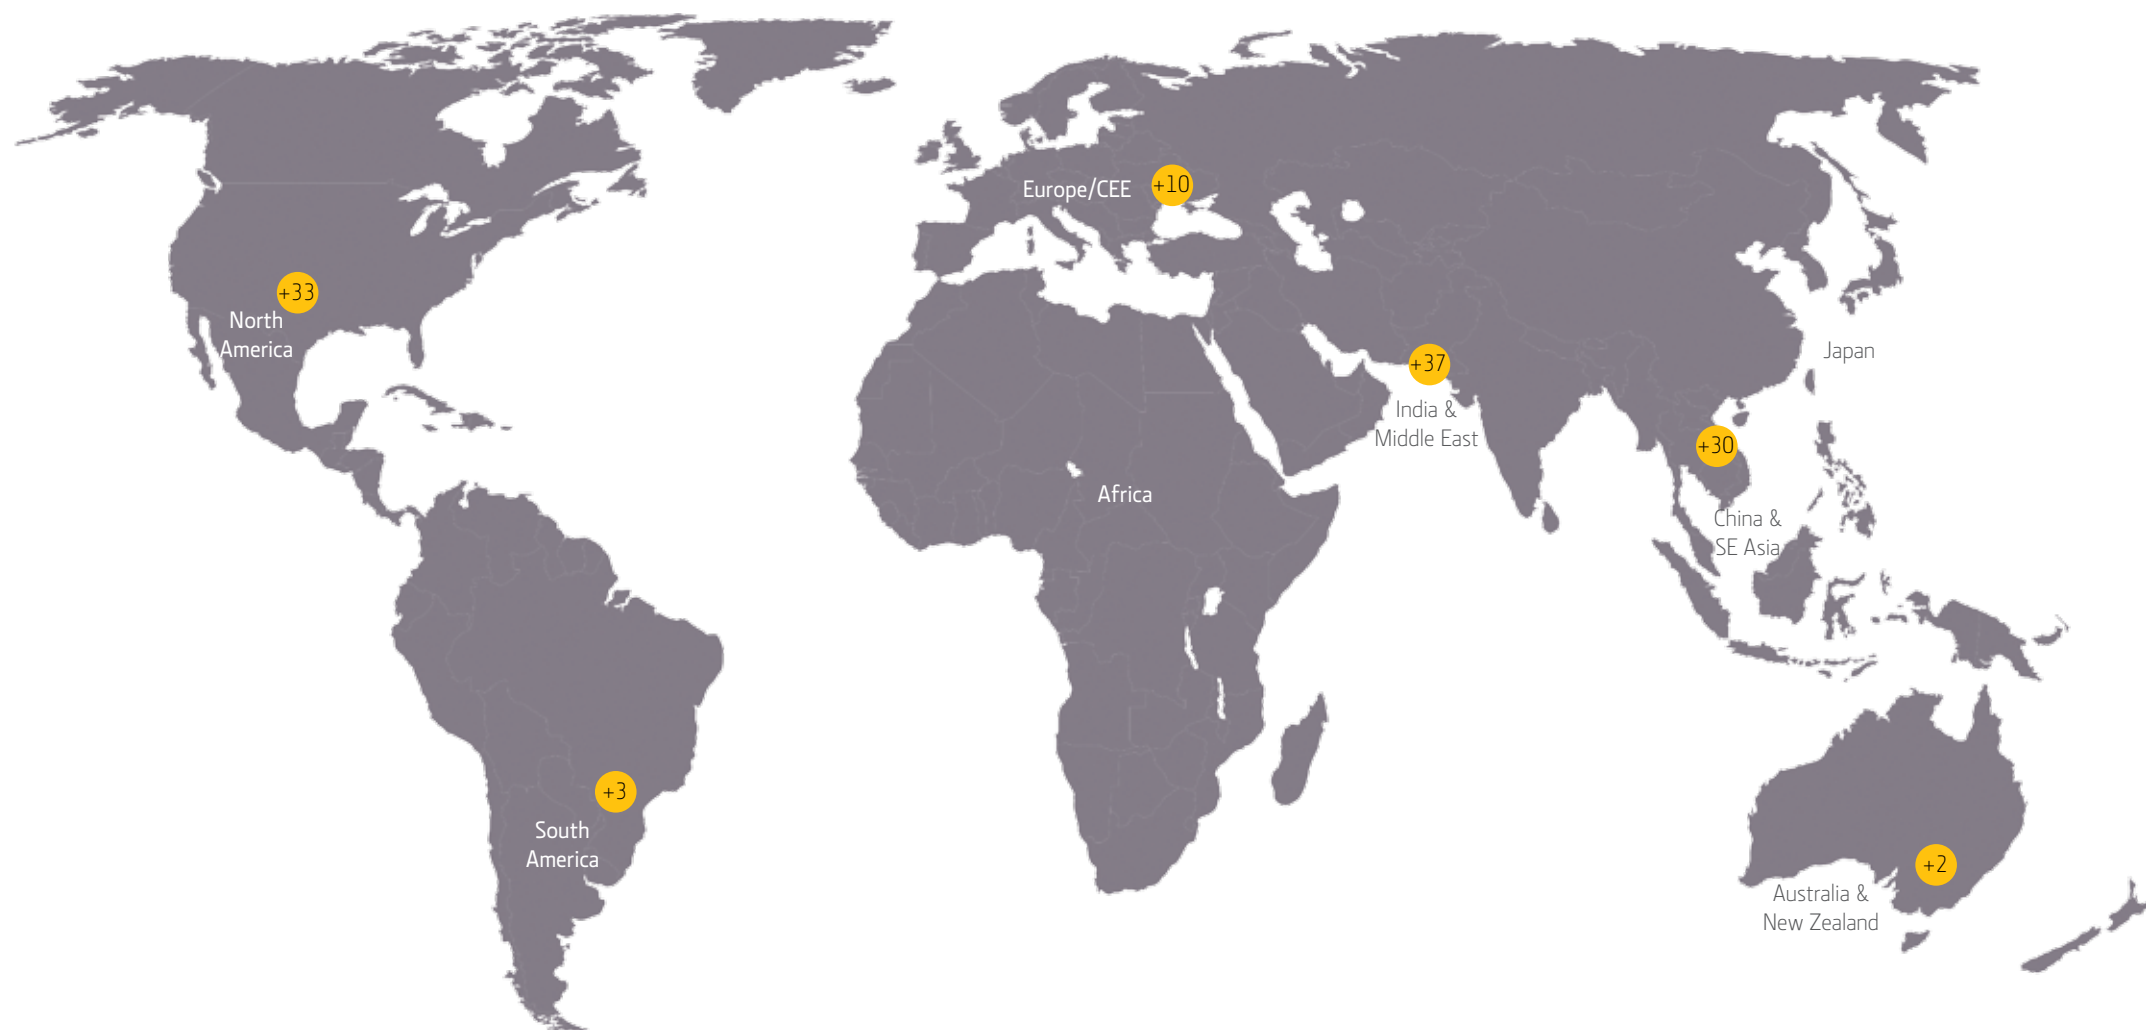 Europe/CEE
+10
+33
North
America
Japan
+37
India &
Middle East
+30
Africa
China &
SE Asia
+3
South
America
+2
Australia &
New Zealand